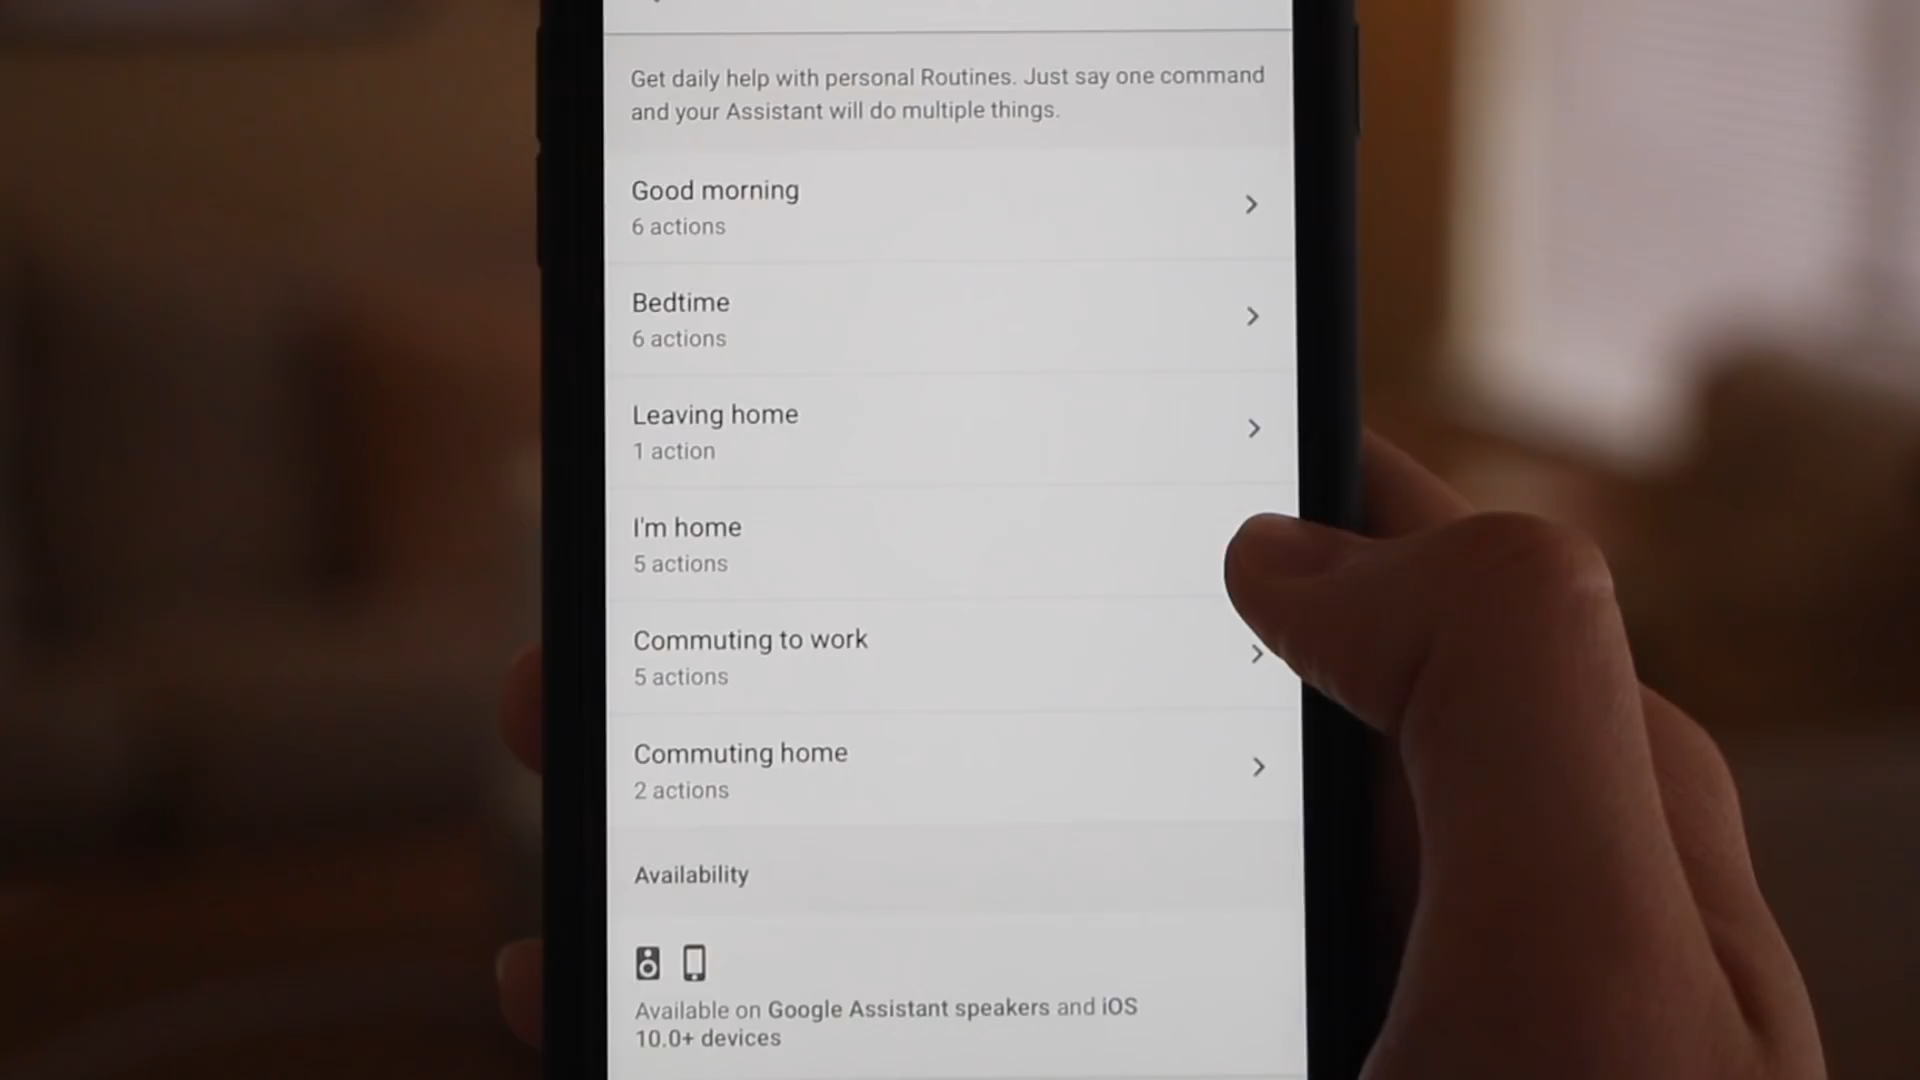 Get daily help with personal Routines. Just say one command
and your Assistant will do multiple things.
Good morning
6 actions
Bedtime
6 actions
Leaving home
1 action
I'm home
5 actions
Commuting to work
5 actions
Commuting home
2 actions
Availability
Available on Google Assistant speakers and iOS
10.0+ devices